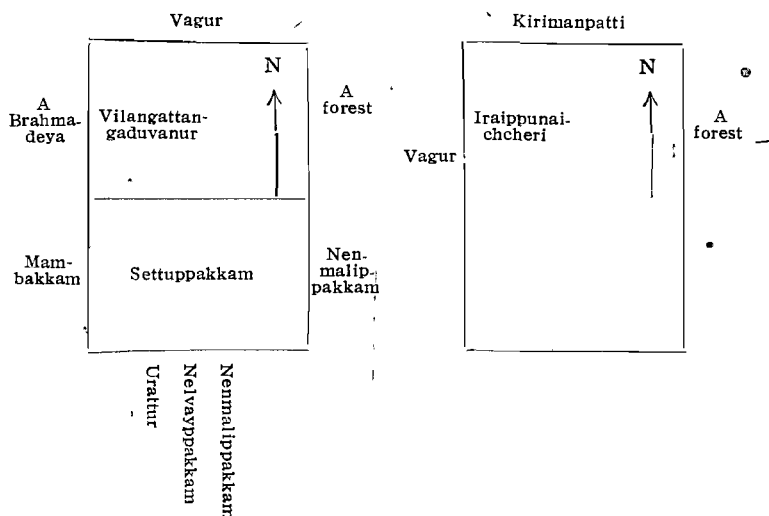 Vagur
N
A
Brahma-
deya
Vilangattan-
gaduvanur
A
forest
Mam-
bakkam
Settuppakkam
Nen-
malip-
pakkam
Urattur
Nelvayppakkam
Nenmalippakkam
Kirimanpatti
N
Iraippunai-
chcheri
Vagur
A
forest